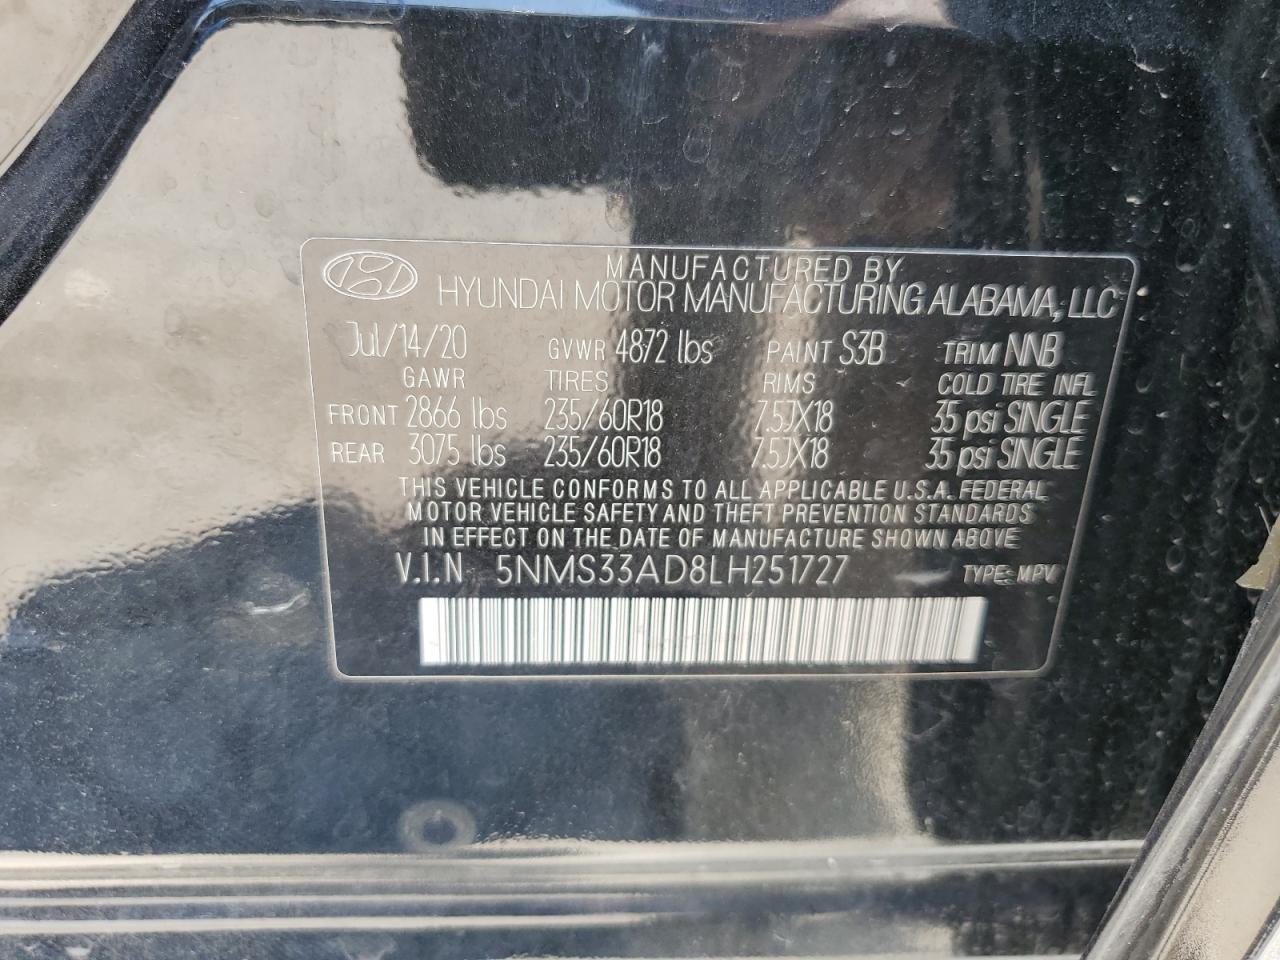 MANUFACTURED BY
HYUNDAI MOTOR MANUFACTURING ALABAMA, LLC
Jul/14/20 GVWR 4872 lbs PAINT S3B TRIM NNB
GAWR TIRES RIMS COLD TIRE INFL
FRONT 2866 lbs 235/60R18 7.5JX18 35 psi SINGLE
REAR 3075 lbs 235/60R18 7.5JX18 35 psi SINGLE
THIS VEHICLE CONFORMS TO ALL APPLICABLE U.S.A. FEDERAL
MOTOR VEHICLE SAFETY AND THEFT PREVENTION STANDARDS
IN EFFECT ON THE DATE OF MANUFACTURE SHOWN ABOVE
V.I.N 5NMS33AD8LH251727 TYPE: MPV